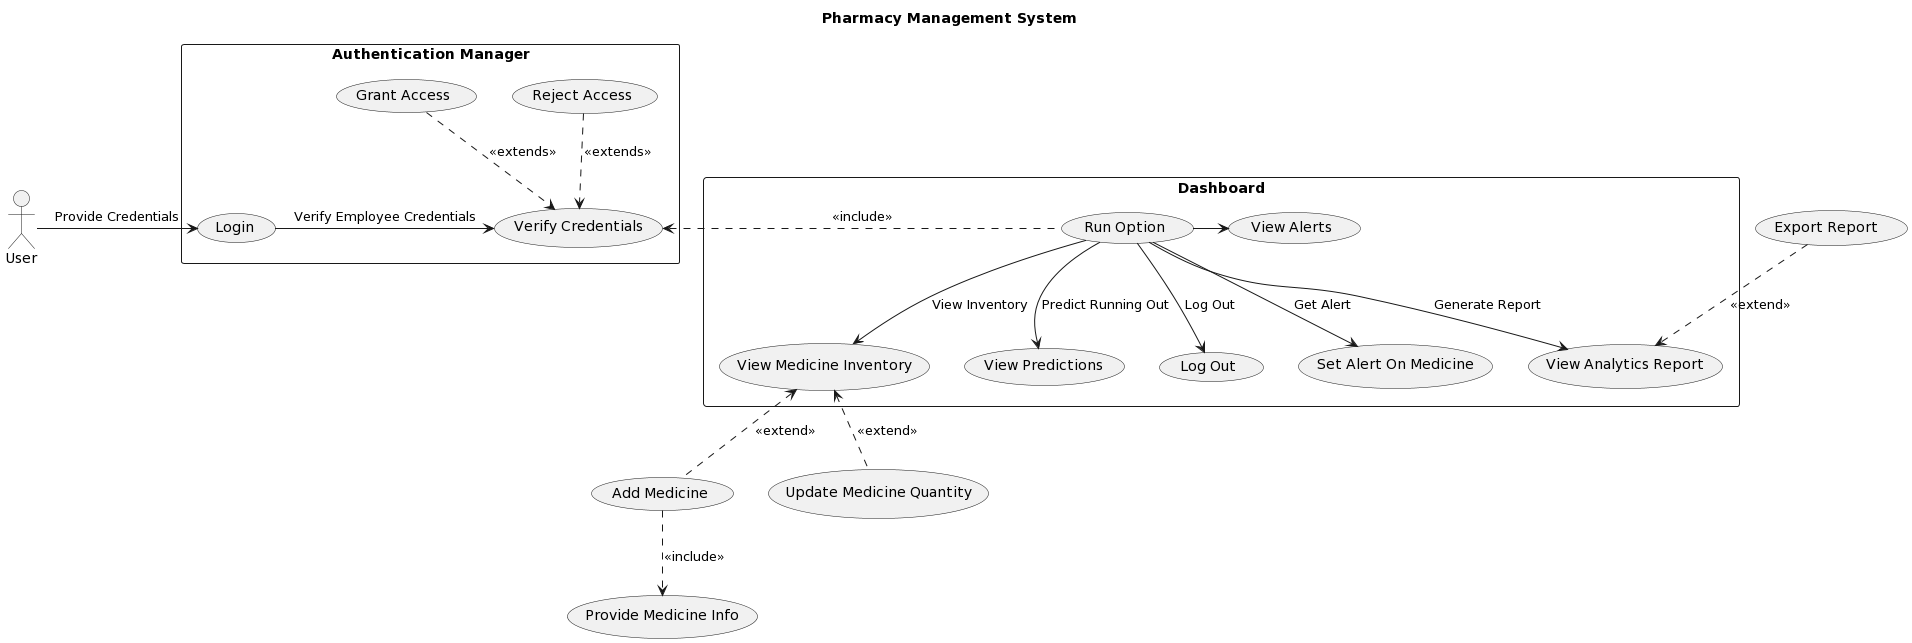 Pharmacy Management System
Authentication Manager
Grant Access
Reject Access
«extends»
«extends»
Dashboard
User
Provide Credentials
Login
Verify Employee Credentials
Verify Credentials
«include»
Run Option
View Alerts
Export Report
View Inventory
Predict Running Out
Log Out
Get Alert
Generate Report
«extend»
View Medicine Inventory
View Predictions
Log Out
Set Alert On Medicine
View Analytics Report
«extend»
«extend»
Add Medicine
Update Medicine Quantity
«include»
Provide Medicine Info